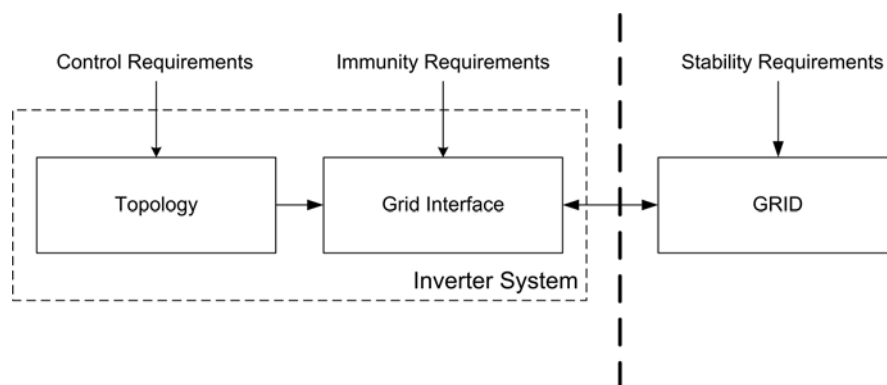 Control Requirements
Immunity Requirements
Stability Requirements
Topology
Grid Interface
GRID
Inverter System